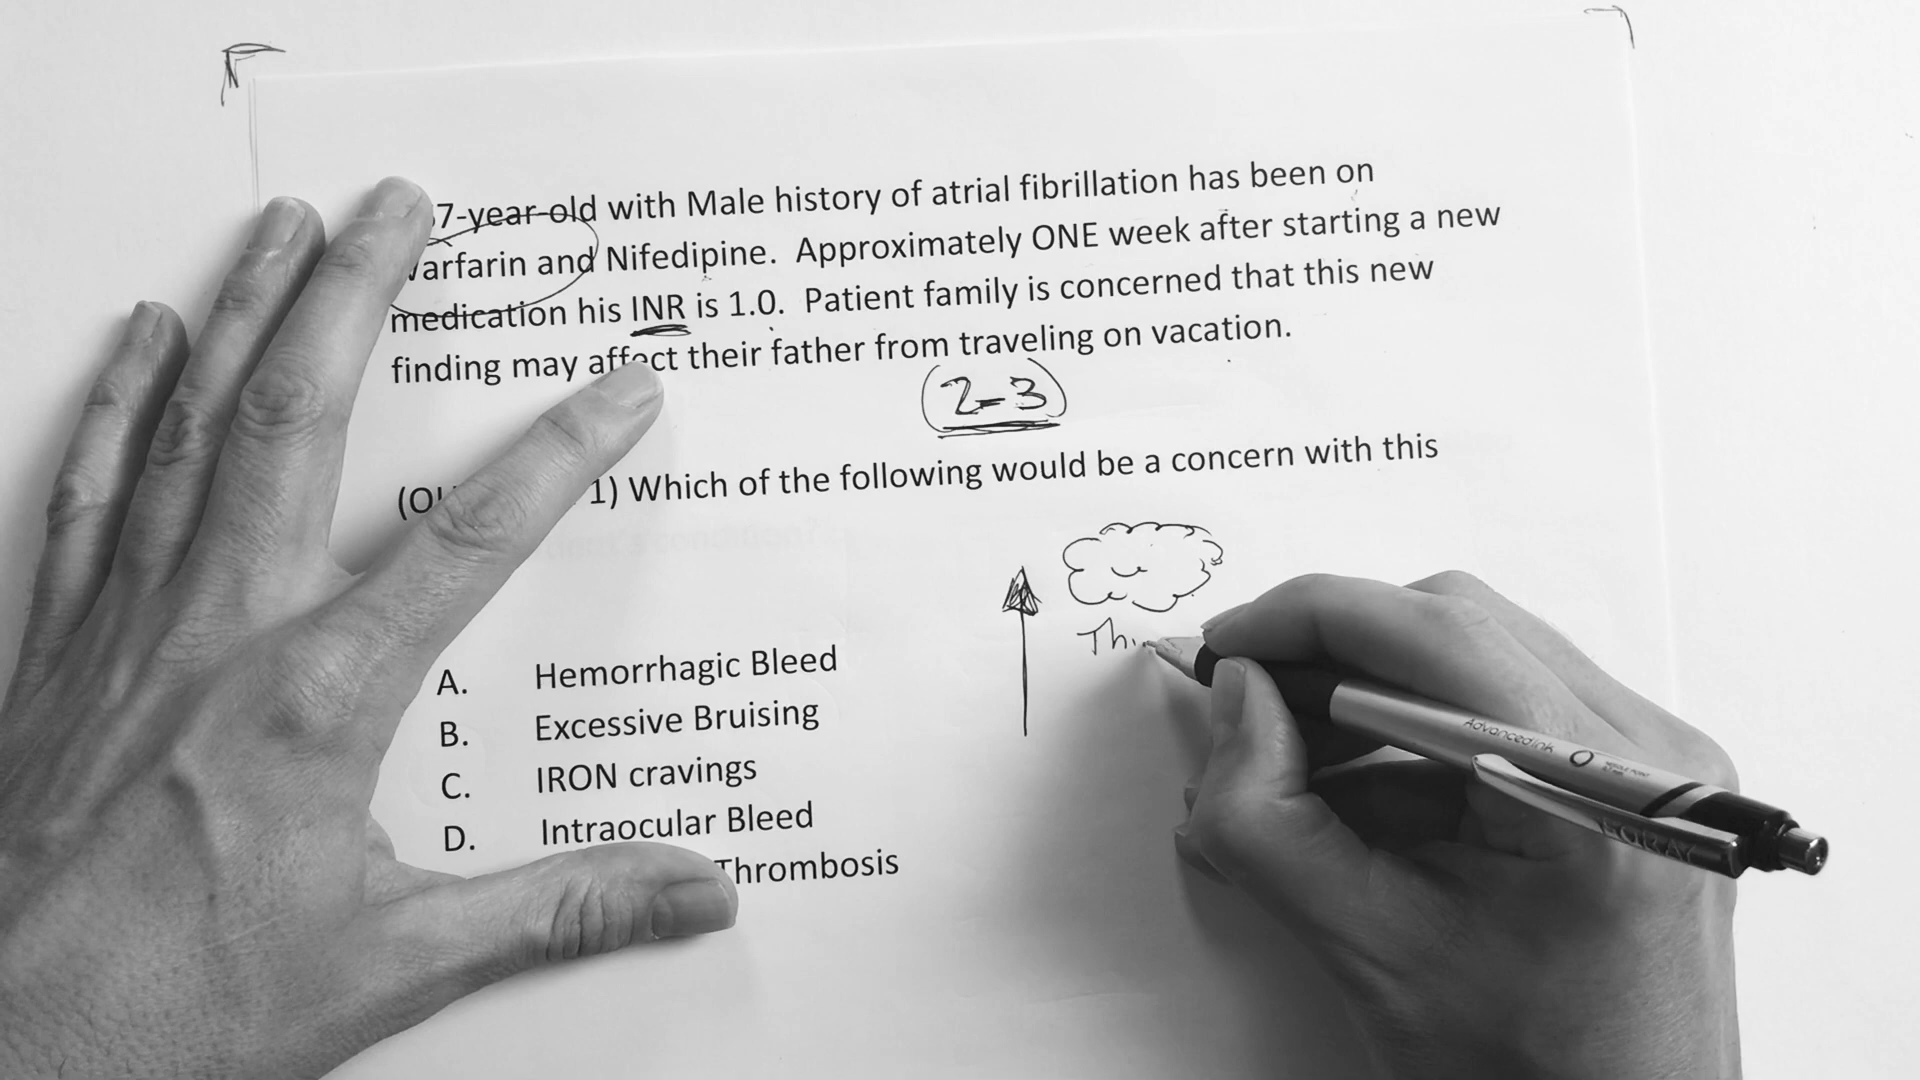 7-year-old with Male history of atrial fibrillation has been on
arfarin and Nifedipine. Approximately ONE week after starting a new
medication his INR is 1.0. Patient family is concerned that this new
finding may affect their father from traveling on vacation.
2-3
1) Which of the following would be a concern with this
Thi
A. Hemorrhagic Bleed
B. Excessive Bruising
C. IRON cravings
D. Intraocular Bleed
Thrombosis
Advanced Ink